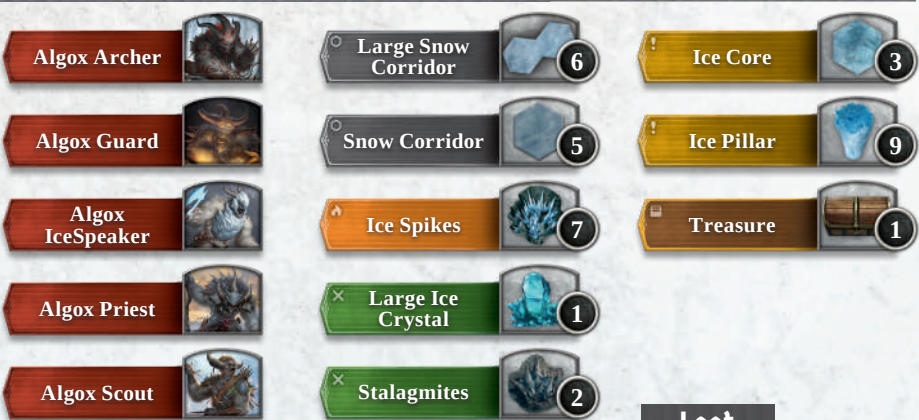 Algox Archer
Algox Guard
Algox
IceSpeaker
Algox Priest
Algox Scout
Large Snow
Corridor
6
Snow Corridor
5
Ice Spikes
7
Large Ice
Crystal
1
Stalagmites
2
Ice Core
3
Ice Pillar
9
Treasure
1